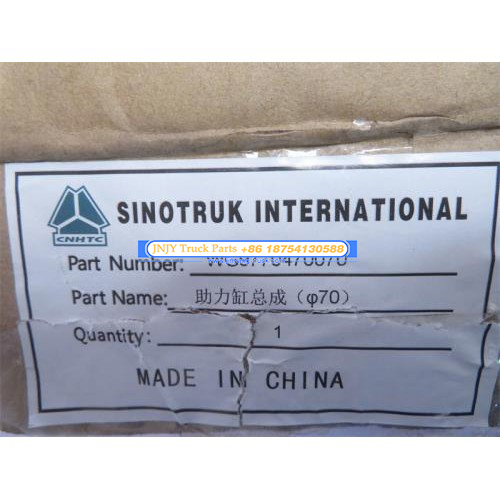 CNHTC
SINOTRUK INTERNATIONAL
JNJY Truck Parts +86 18754130588
Part Number:
Part Name: 助力缸总成（φ70）
Quantity: 1
MADE IN CHINA